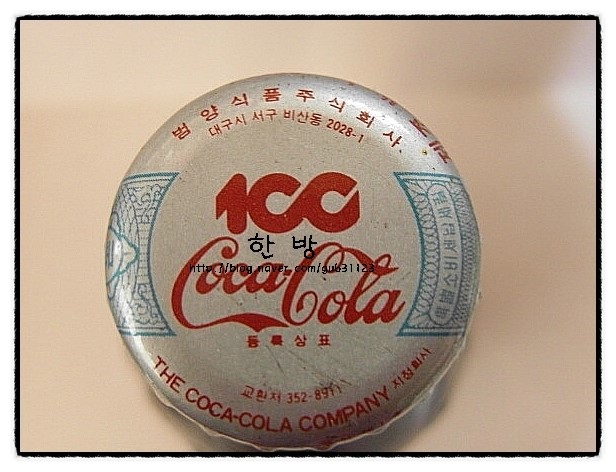 범양식품주식회사.
대구시 서구 비산동 2028-1
100
한 방
http://blog.naver.com/gub31123
Coca-Cola
등록상표
교환처 352-8911
THE COCA-COLA COMPANY 지정회사